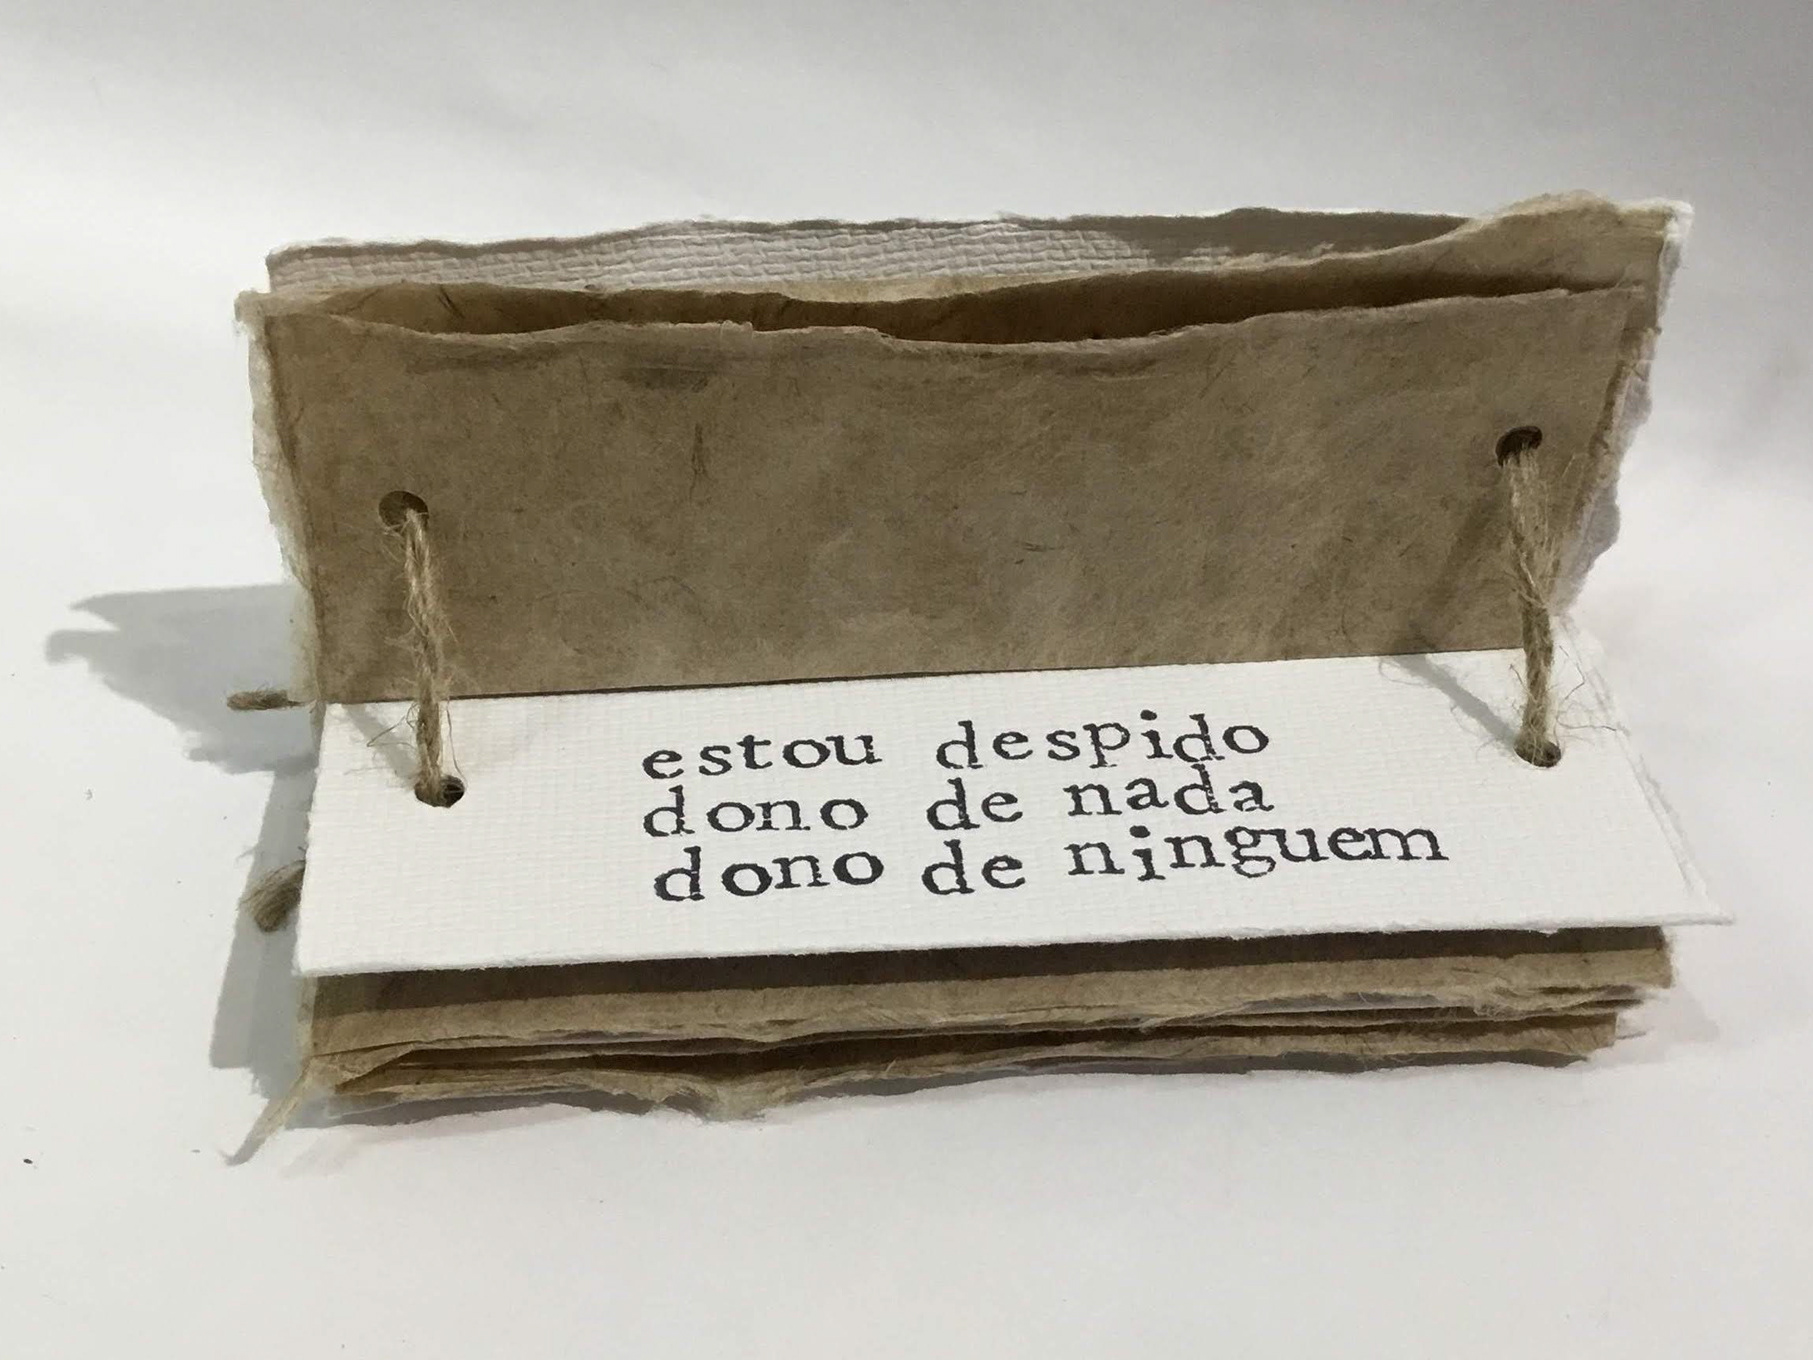 estou despido
dono de nada
dono de ninguem